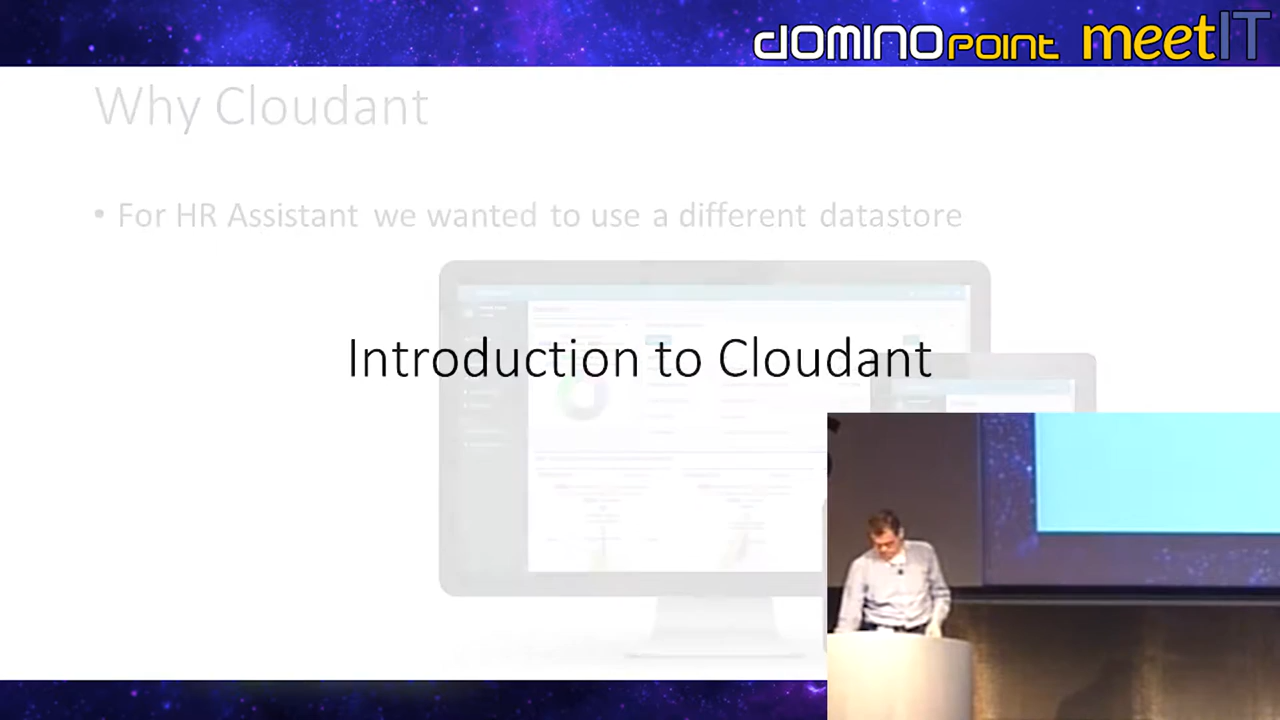 DOMINOPOINT meetIT
Why Cloudant
• For HR Assistant we wanted to use a different datastore
Introduction to Cloudant